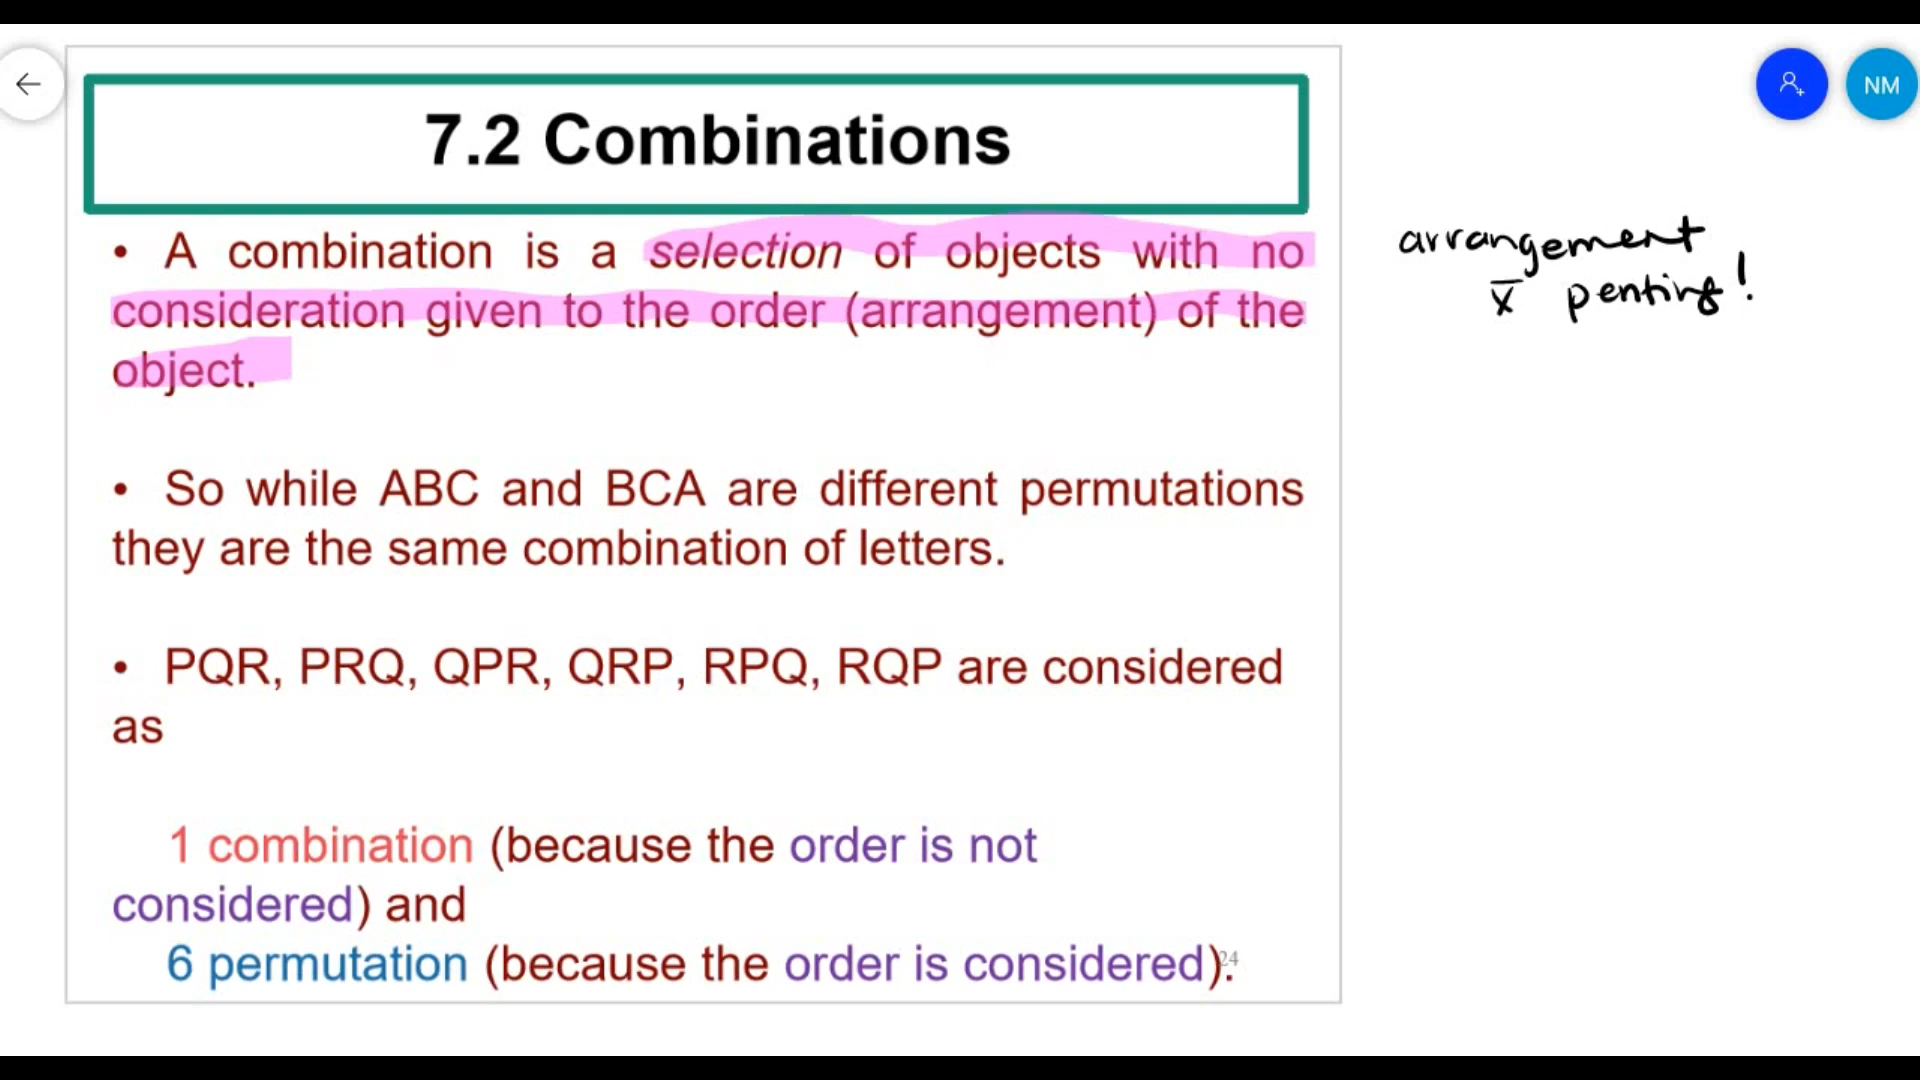 7.2 Combinations
• A combination is a selection of objects with no
consideration given to the order (arrangement) of the
object.
• So while ABC and BCA are different permutations
they are the same combination of letters.
• PQR, PRQ, QPR, QRP, RPQ, RQP are considered
as
1 combination (because the order is not
considered) and
6 permutation (because the order is considered).
24
arrangement
x̄ penting!
NM